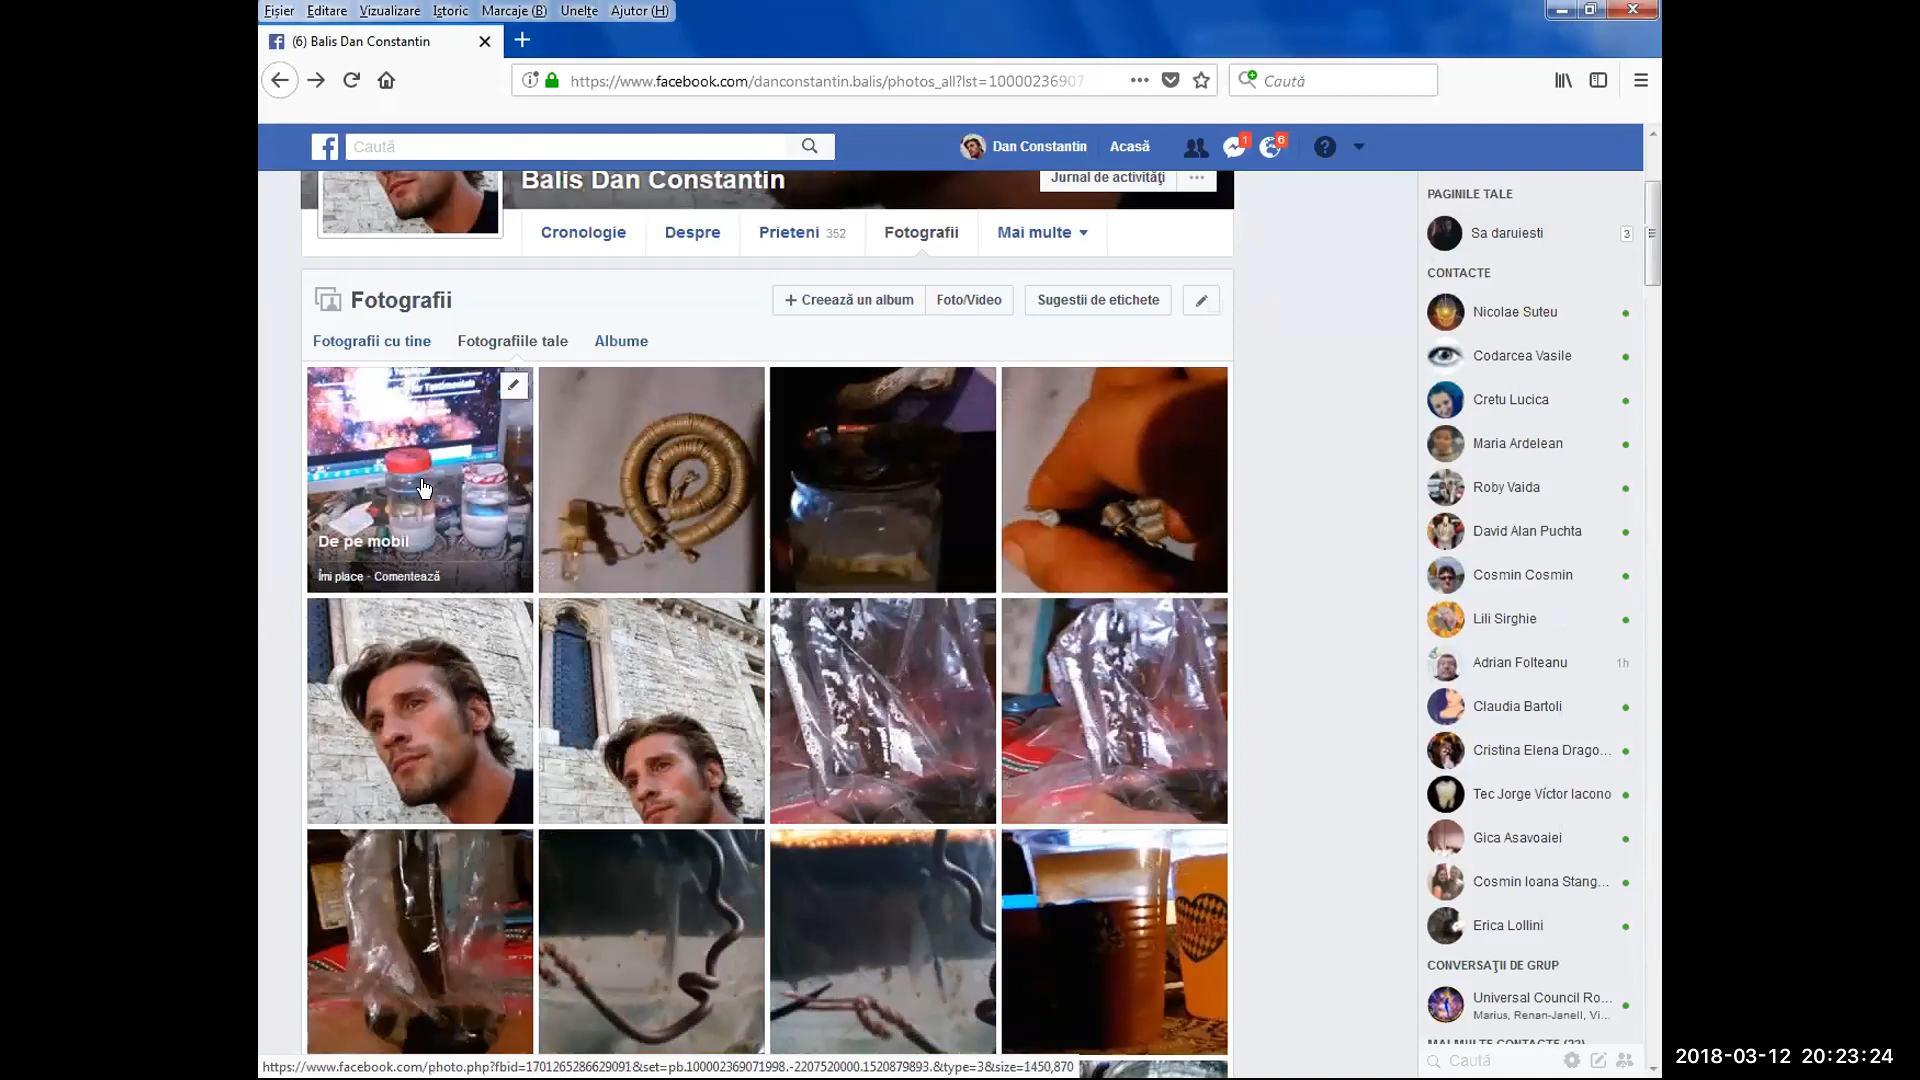 Fișier Editare Vizualizare Istoric Marcaje (B) Unelte Ajutor (H)
(6) Balis Dan Constantin
https://www.facebook.com/danconstantin.balis/photos_all?lst=10000236907
Caută
Caută
Dan Constantin Acasă 1 6
Balis Dan Constantin
Jurnal de activităţi
Cronologie Despre Prieteni 352 Fotografii Mai multe
Fotografii
+ Creează un album Foto/Video Sugestii de etichete
Fotografii cu tine Fotografiile tale Albume
De pe mobil
Îmi place · Comentează
PAGINILE TALE
Sa daruiesti 3
CONTACTE
Nicolae Suteu
Codarcea Vasile
Cretu Lucica
Maria Ardelean
Roby Vaida
David Alan Puchta
Cosmin Cosmin
Lili Sirghie
Adrian Folteanu 1h
Claudia Bartoli
Cristina Elena Drago...
Tec Jorge Víctor Iacono
Gica Asavoaiei
Cosmin Ioana Stang...
Erica Lollini
CONVERSAŢII DE GRUP
Universal Council Ro...
Marius, Renan-Janell, Vi...
MAI MULTE CONTACTE
Caută
https://www.facebook.com/photo.php?fbid=1701265286629091&set=pb.100002369071998.-2207520000.1520879893.&type=3&size=1450,870
2018-03-12 20:23:24